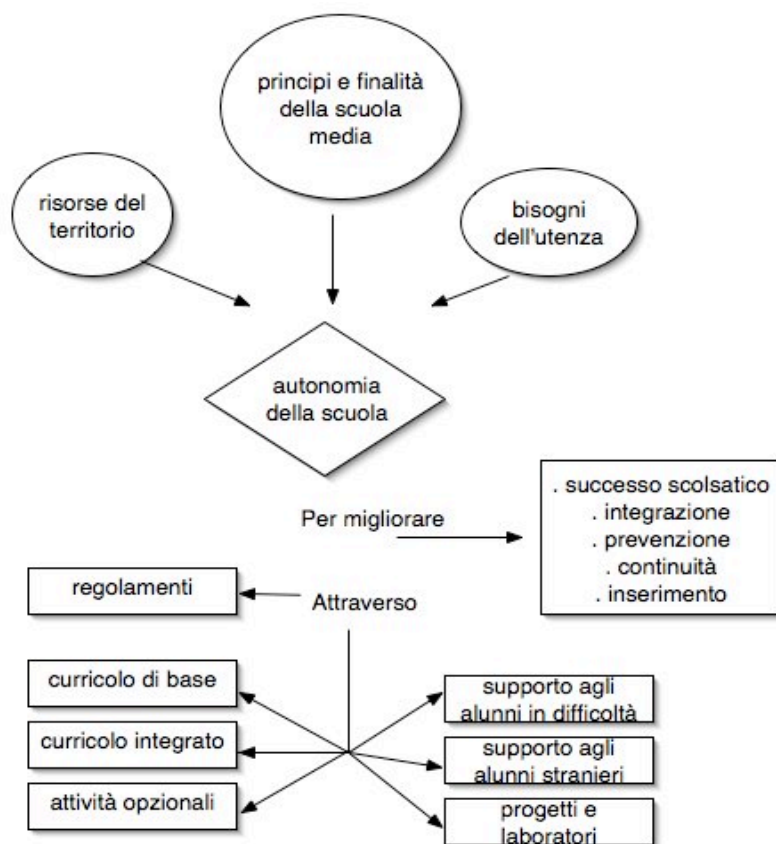 principi e finalità
della scuola
media
risorse del
territorio
bisogni
dell'utenza
autonomia
della scuola
. successo scolsatico
. integrazione
. prevenzione
. continuità
. inserimento
Per migliorare
regolamenti
Attraverso
curricolo di base
curricolo integrato
attività opzionali
supporto agli
alunni in difficoltà
supporto agli
alunni stranieri
progetti e
laboratori